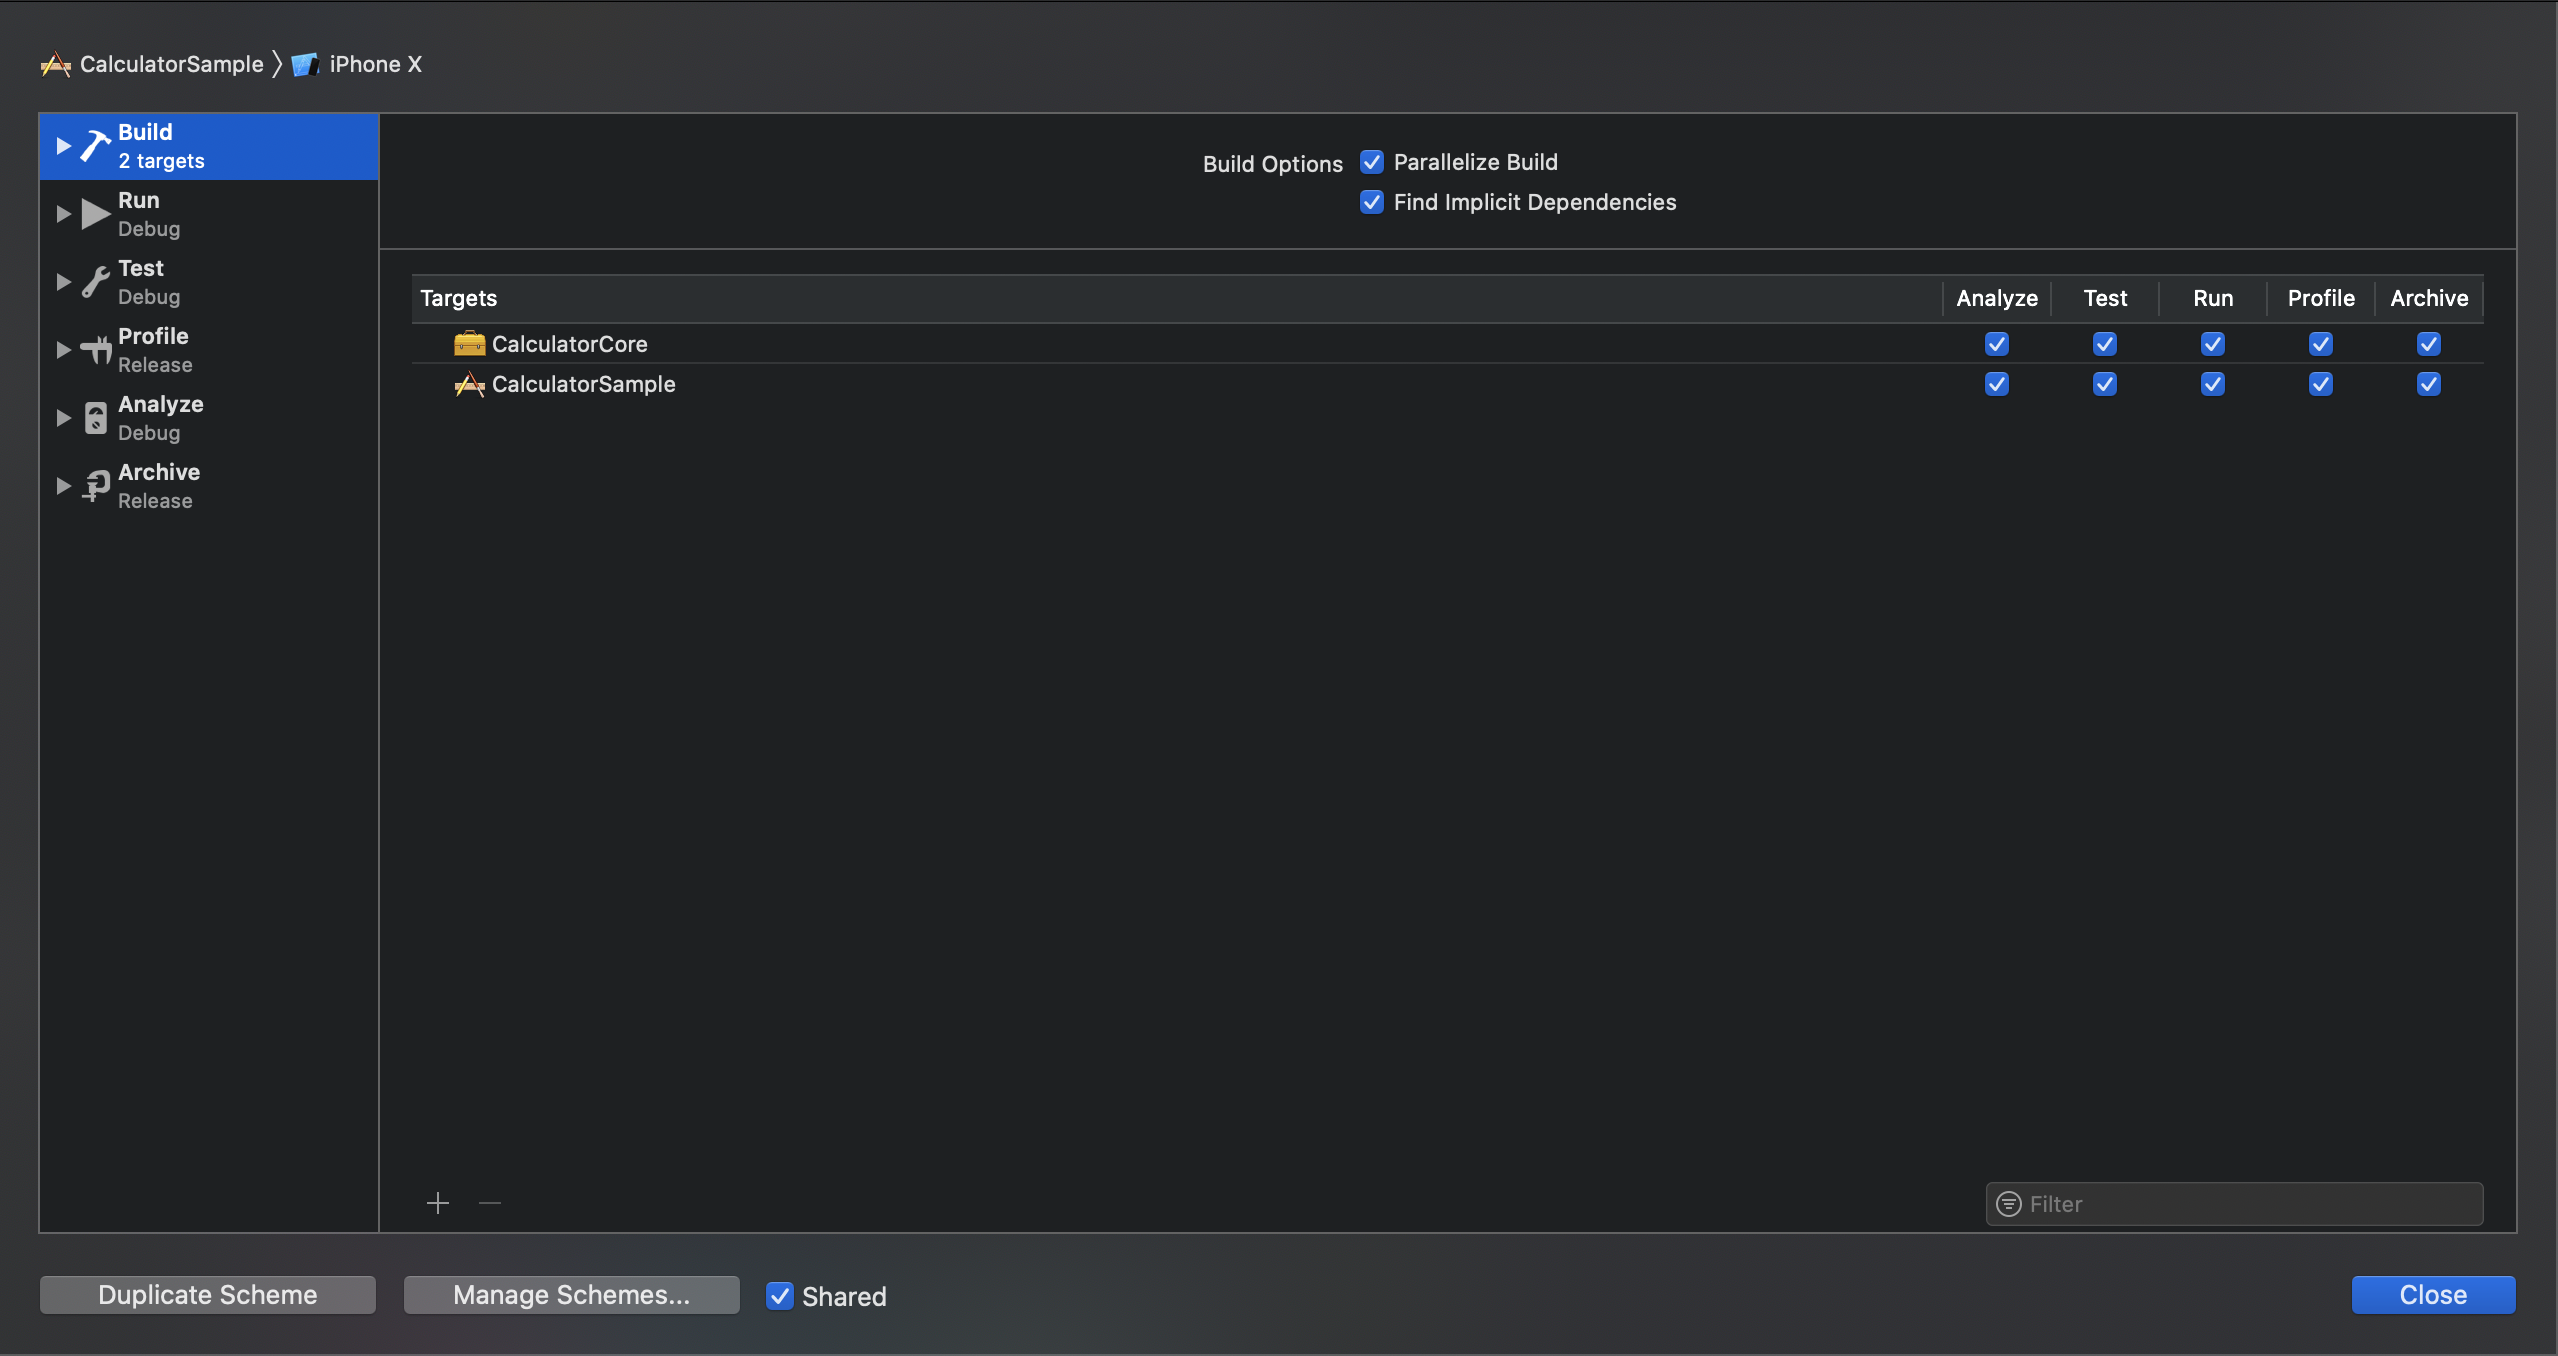 CalculatorSample iPhone X
Build
2 targets
Run
Debug
Test
Debug
Profile
Release
Analyze
Debug
Archive
Release
Build Options Parallelize Build
Find Implicit Dependencies
Targets Analyze Test Run Profile Archive
CalculatorCore
CalculatorSample
Filter
Duplicate Scheme Manage Schemes... Shared Close